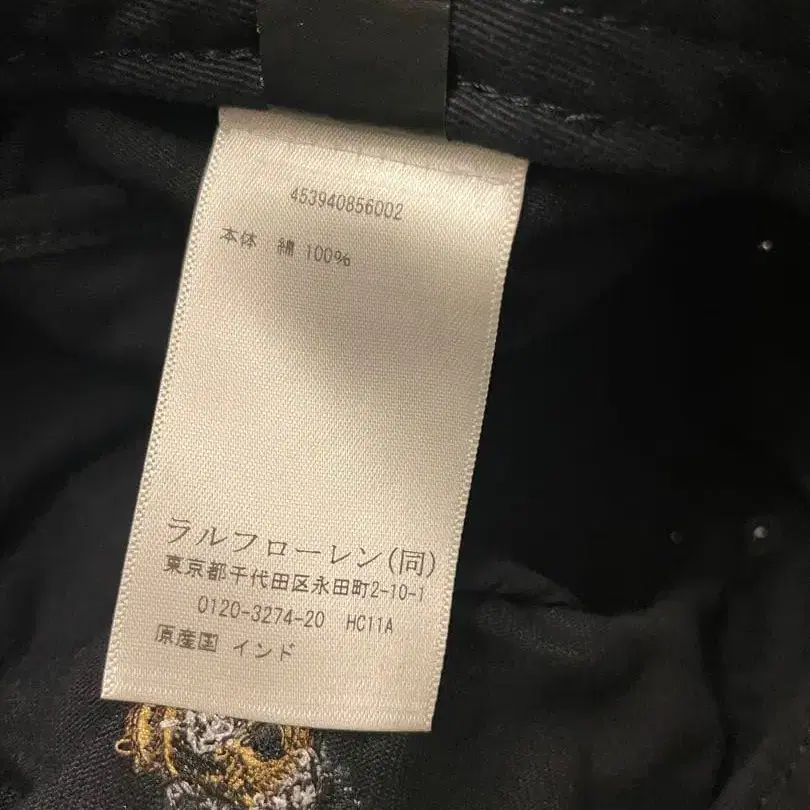 453940856002
本体 綿 100%
ラルフローレン(同)
東京都千代田区永田町2-10-1
0120-3274-20 HC11A
原産国 インド